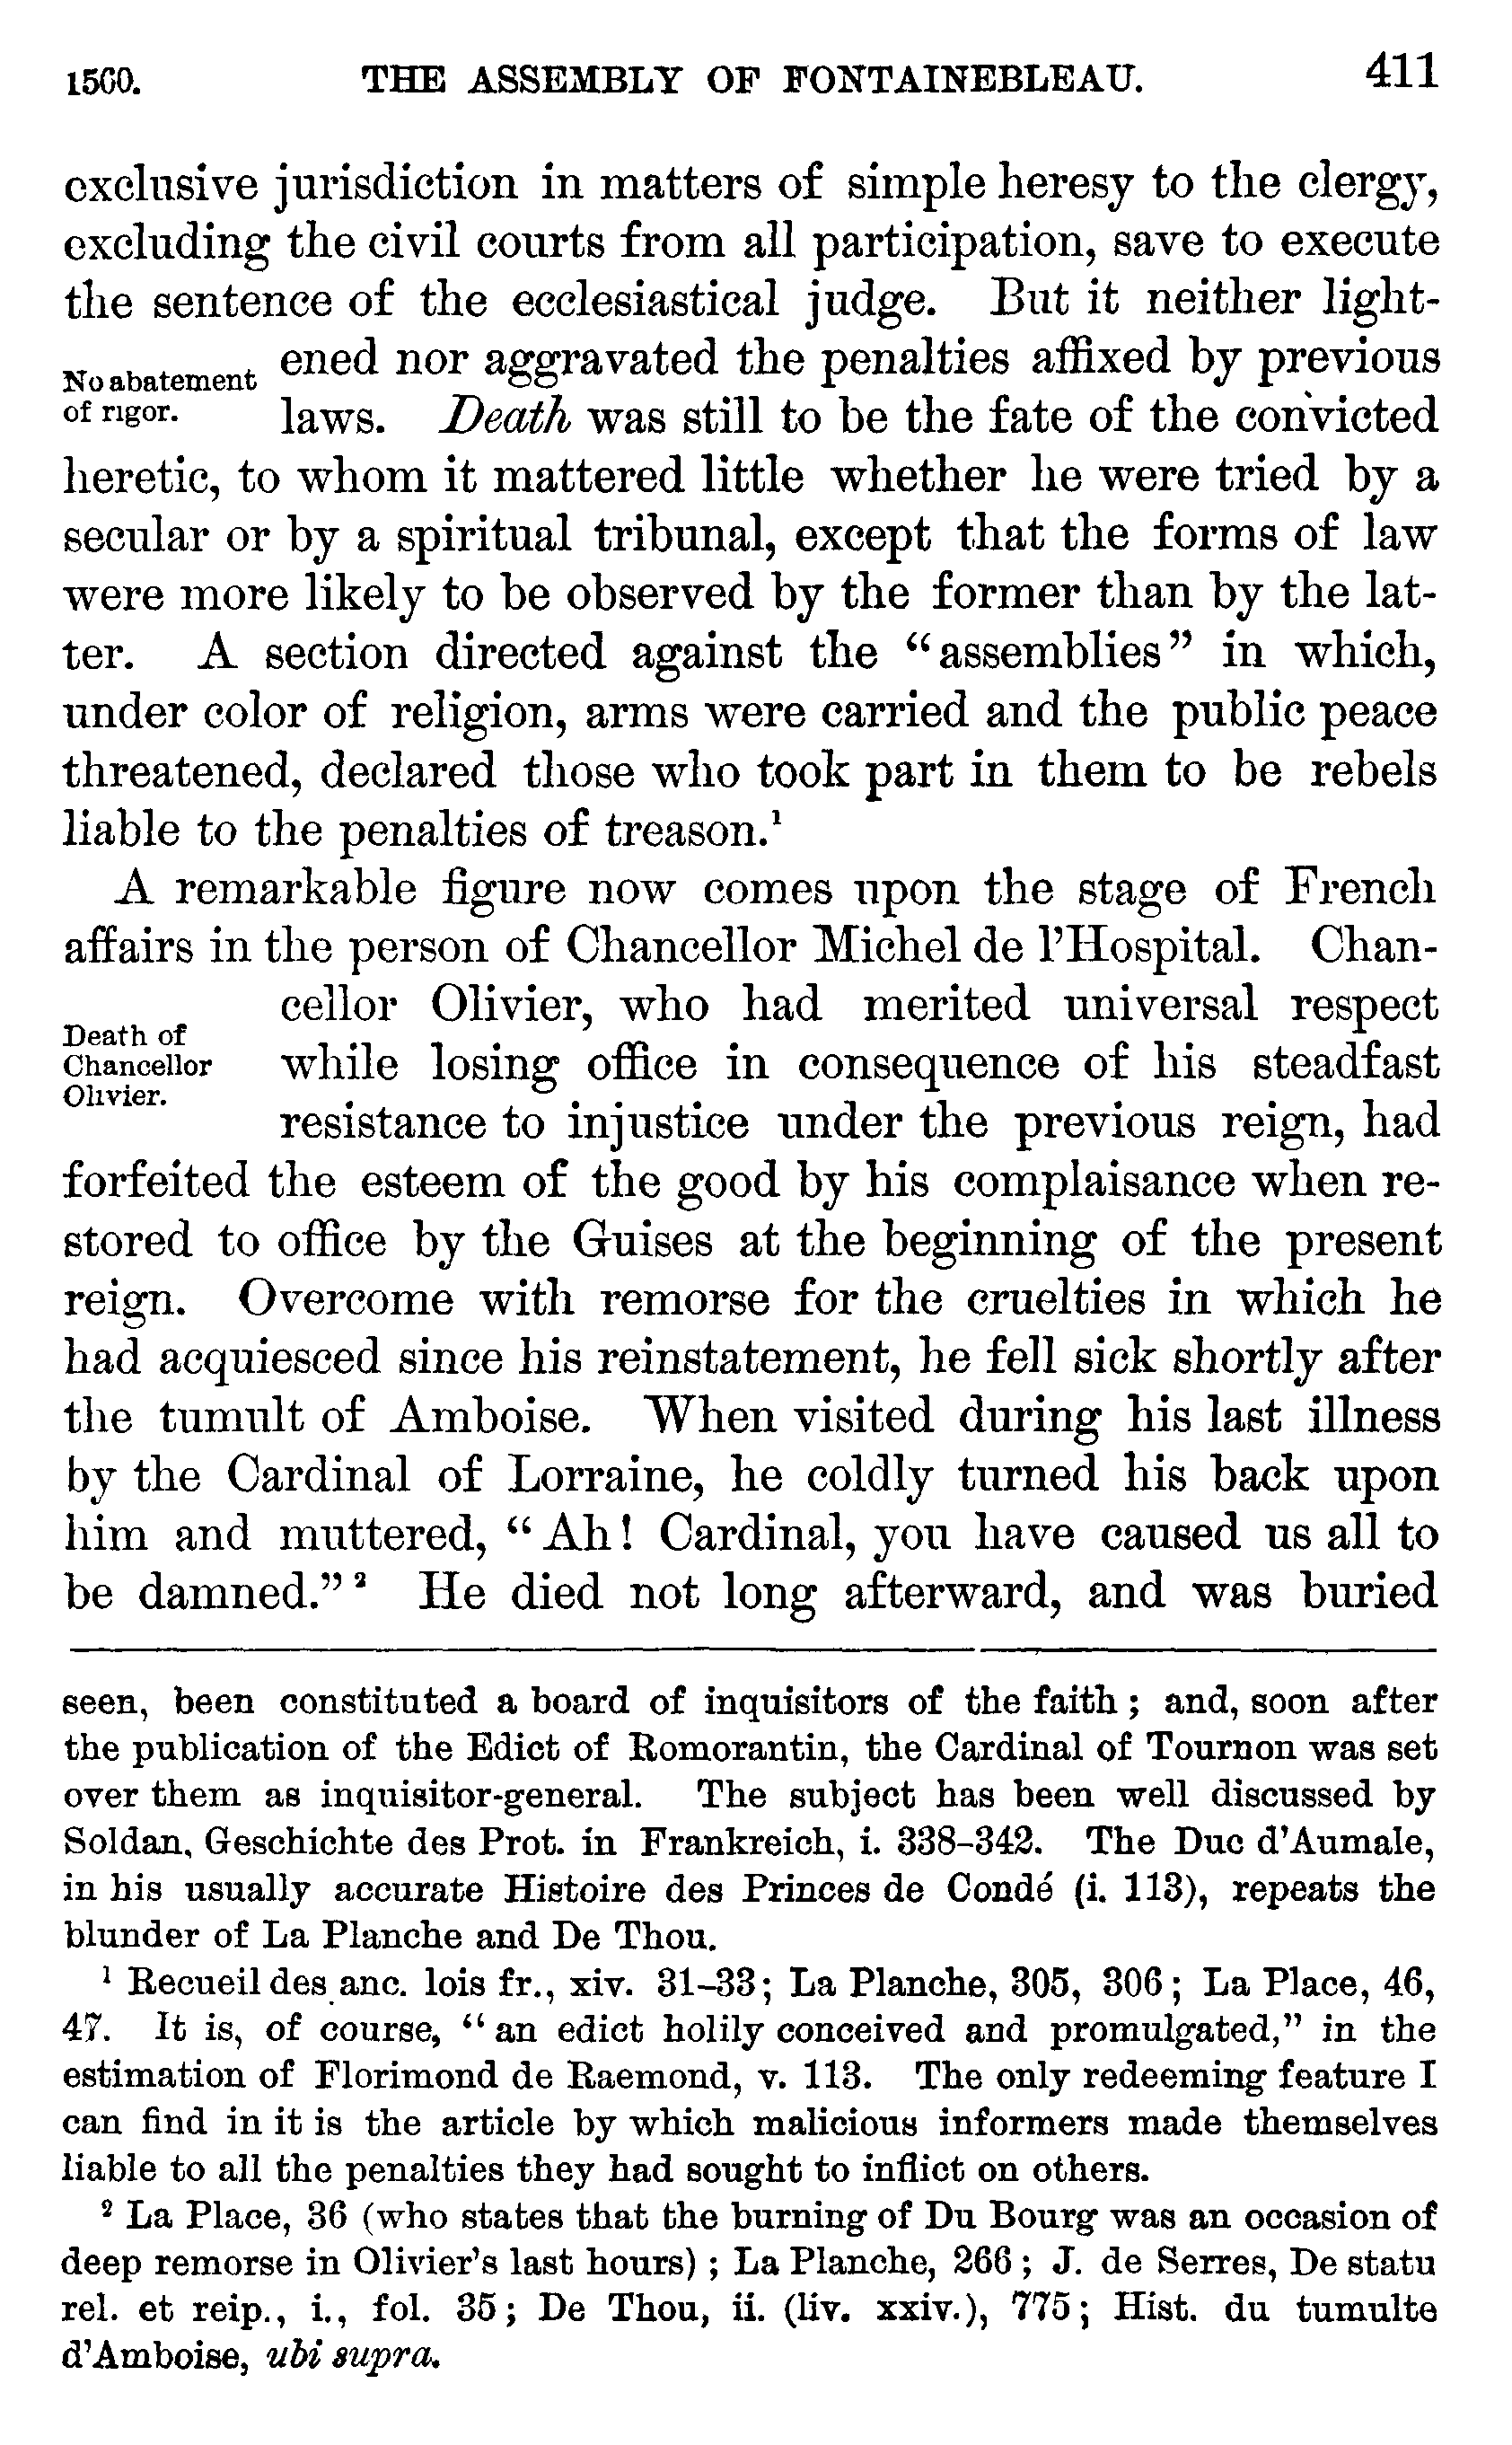 1560. THE ASSEMBLY OF FONTAINEBLEAU. 411
exclusive jurisdiction in matters of simple heresy to the clergy,
excluding the civil courts from all participation, save to execute
the sentence of the ecclesiastical judge. But it neither light-
ened nor aggravated the penalties affixed by previous
No abatement
of rigor.
laws. Death was still to be the fate of the convicted
heretic, to whom it mattered little whether he were tried by a
secular or by a spiritual tribunal, except that the forms of law
were more likely to be observed by the former than by the lat-
ter. A section directed against the “assemblies” in which,
under color of religion, arms were carried and the public peace
threatened, declared those who took part in them to be rebels
liable to the penalties of treason.¹
A remarkable figure now comes upon the stage of French
affairs in the person of Chancellor Michel de l’Hospital. Chan-
cellor Olivier, who had merited universal respect
Death of
Chancellor
Olivier.
while losing office in consequence of his steadfast
resistance to injustice under the previous reign, had
forfeited the esteem of the good by his complaisance when re-
stored to office by the Guises at the beginning of the present
reign. Overcome with remorse for the cruelties in which he
had acquiesced since his reinstatement, he fell sick shortly after
the tumult of Amboise. When visited during his last illness
by the Cardinal of Lorraine, he coldly turned his back upon
him and muttered, “Ah! Cardinal, you have caused us all to
be damned.”² He died not long afterward, and was buried
seen, been constituted a board of inquisitors of the faith; and, soon after
the publication of the Edict of Romorantin, the Cardinal of Tournon was set
over them as inquisitor-general. The subject has been well discussed by
Soldan, Geschichte des Prot. in Frankreich, i. 338–342. The Duc d’Aumale,
in his usually accurate Histoire des Princes de Condé (i. 113), repeats the
blunder of La Planche and De Thou.
¹ Recueil des anc. lois fr., xiv. 31–33; La Planche, 305, 306; La Place, 46,
47. It is, of course, “an edict holily conceived and promulgated,” in the
estimation of Florimond de Raemond, v. 113. The only redeeming feature I
can find in it is the article by which malicious informers made themselves
liable to all the penalties they had sought to inflict on others.
² La Place, 36 (who states that the burning of Du Bourg was an occasion of
deep remorse in Olivier’s last hours); La Planche, 266; J. de Serres, De statu
rel. et reip., i., fol. 35; De Thou, ii. (liv. xxiv.), 775; Hist. du tumulte
d’Amboise, ubi supra.